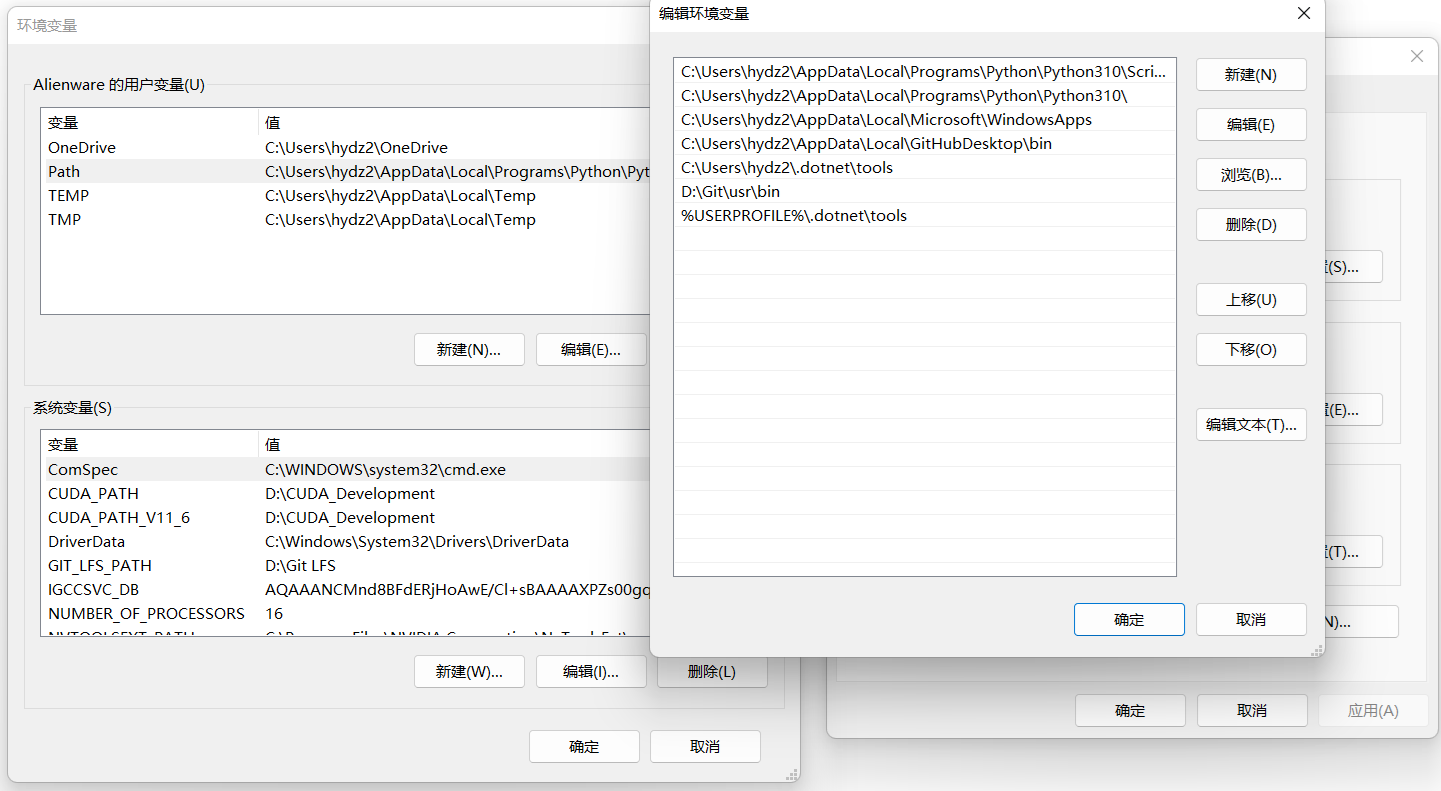 环境变量
Alienware 的用户变量(U)
变量 值
OneDrive C:\Users\hydz2\OneDrive
Path C:\Users\hydz2\AppData\Local\Programs\Python\Pyt
TEMP C:\Users\hydz2\AppData\Local\Temp
TMP C:\Users\hydz2\AppData\Local\Temp
新建(N)... 编辑(E)...
系统变量(S)
变量 值
ComSpec C:\WINDOWS\system32\cmd.exe
CUDA_PATH D:\CUDA_Development
CUDA_PATH_V11_6 D:\CUDA_Development
DriverData C:\Windows\System32\Drivers\DriverData
GIT_LFS_PATH D:\Git LFS
IGCCSVC_DB AQAAANCMnd8BFdERjHoAwE/Cl+sBAAAAXPZs00gq
NUMBER_OF_PROCESSORS 16
新建(W)... 编辑(I)... 删除(L)
确定 取消
编辑环境变量
C:\Users\hydz2\AppData\Local\Programs\Python\Python310\Scri...
C:\Users\hydz2\AppData\Local\Programs\Python\Python310\
C:\Users\hydz2\AppData\Local\Microsoft\WindowsApps
C:\Users\hydz2\AppData\Local\GitHubDesktop\bin
C:\Users\hydz2\.dotnet\tools
D:\Git\usr\bin
%USERPROFILE%\.dotnet\tools
新建(N)
编辑(E)
浏览(B)...
删除(D)
上移(U)
下移(O)
编辑文本(T)...
确定 取消
(S)...
(E)...
(T)...
N)...
确定 取消 应用(A)